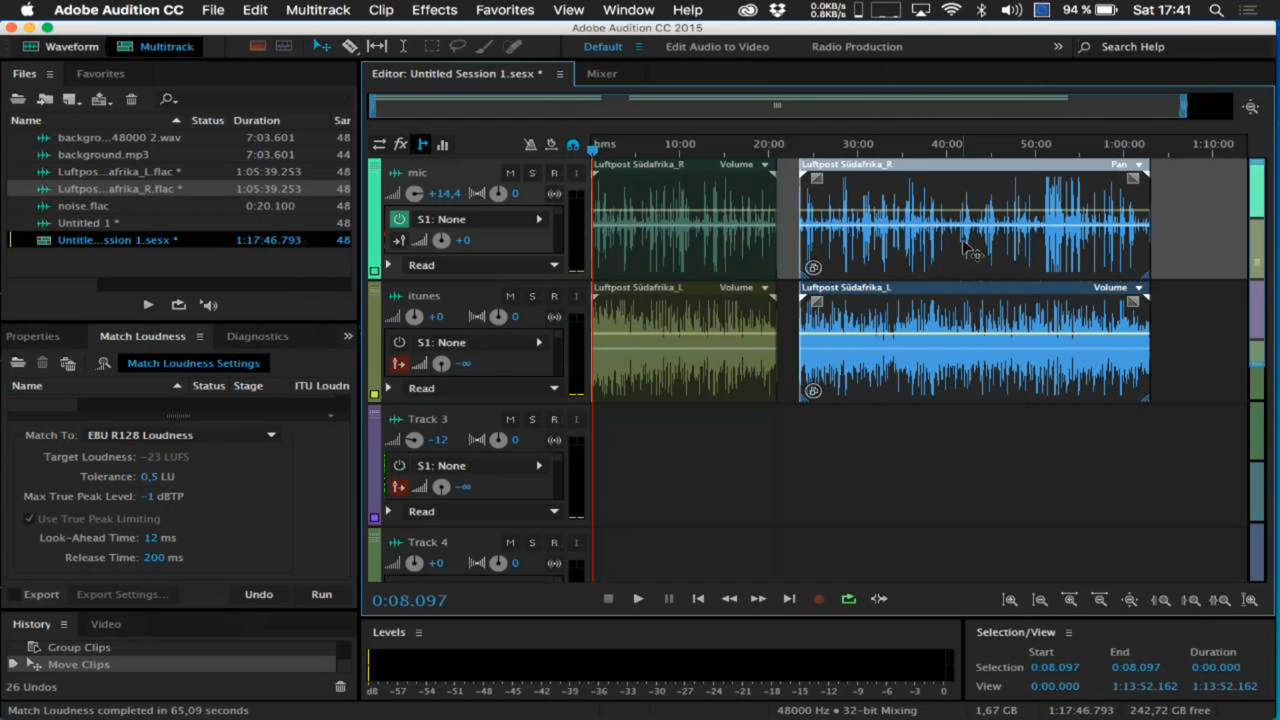 Adobe Audition CC File Edit Multitrack Clip Effects Favorites View Window Help 0.0KB/s 0.8KB/s 94 % Sat 17:41
Adobe Audition CC 2015
Waveform Multitrack Default Edit Audio to Video Radio Production » Search Help
Files Favorites
Editor: Untitled Session 1.sesx * Mixer
Name Status Duration Sar
backgro...48000 2.wav 7:03.601 48
background.mp3 7:03.601 44
Luftpos...afrika_L.flac * 1:05:39.253 48
Luftpos...afrika_R.flac * 1:05:39.253 48
noise.flac 0:20.100 48
Untitled 1 * 48
Untitle...ssion 1.sesx * 1:17:46.793 48
hms 10:00 20:00 30:00 40:00 50:00 1:00:00 1:10:00
mic M S R I
+14,4 0
S1: None
+0
Read
Luftpost Südafrika_R Volume
Luftpost Südafrika_R Pan
itunes M S R I
+0 0
S1: None
-∞
Read
Luftpost Südafrika_L Volume
Luftpost Südafrika_L Volume
Track 3 M S R I
-12 0
S1: None
-∞
Read
Track 4 M S R I
+0 0
Properties Match Loudness Diagnostics »
Match Loudness Settings
Name Status Stage ITU Loudn
Match To: EBU R128 Loudness
Target Loudness: -23 LUFS
Tolerance: 0,5 LU
Max True Peak Level: -1 dBTP
Use True Peak Limiting
Look-Ahead Time: 12 ms
Release Time: 200 ms
Export Export Settings... Undo Run
0:08.097
History Video
Group Clips
Move Clips
26 Undos
Levels
dB -57 -54 -51 -48 -45 -42 -39 -36 -33 -30 -27 -24 -21 -18 -15 -12 -9 -6 -3 0
Selection/View
Start End Duration
Selection 0:08.097 0:08.097 0:00.000
View 0:00.000 1:13:52.162 1:13:52.162
Match Loudness completed in 65,09 seconds 48000 Hz • 32-bit Mixing 1,67 GB 1:17:46.793 242,72 GB free